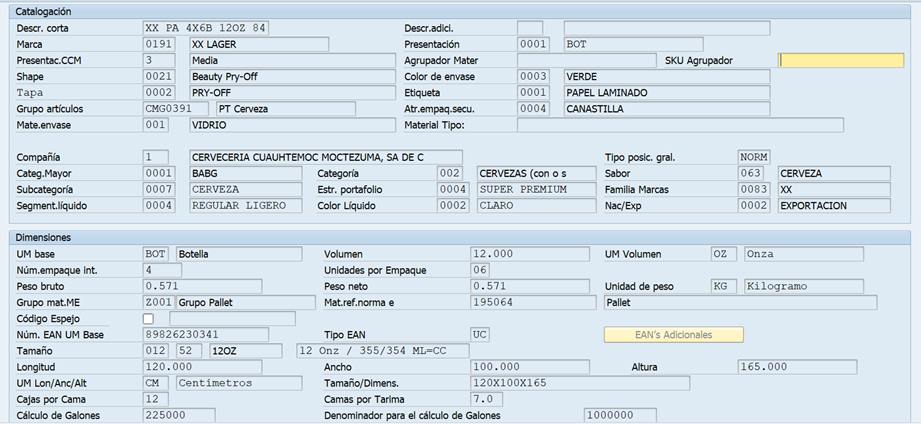 Catalogación
Descr. corta XX PA 4X6B 12OZ 84 Descr.adici.
Marca 0191 XX LAGER Presentación 0001 BOT
Presentac.CCM 3 Media Agrupador Mater SKU Agrupador
Shape 0021 Beauty Pry-Off Color de envase 0003 VERDE
Tapa 0002 PRY-OFF Etiqueta 0001 PAPEL LAMINADO
Grupo artículos CMG0391 PT Cerveza Atr.empaq.secu. 0004 CANASTILLA
Mate.envase 001 VIDRIO Material Tipo:
Compañía 1 CERVECERIA CUAUHTEMOC MOCTEZUMA, SA DE C Tipo posic. gral. NORM
Categ.Mayor 0001 BABG Categoría 002 CERVEZAS (con o s Sabor 063 CERVEZA
Subcategoría 0007 CERVEZA Estr. portafolio 0004 SUPER PREMIUM Familia Marcas 0083 XX
Segment.líquido 0004 REGULAR LIGERO Color Líquido 0002 CLARO Nac/Exp 0002 EXPORTACION
Dimensiones
UM base BOT Botella Volumen 12.000 UM Volumen OZ Onza
Núm.empaque int. 4 Unidades por Empaque 06
Peso bruto 0.571 Peso neto 0.571 Unidad de peso KG Kilogramo
Grupo mat.ME Z001 Grupo Pallet Mat.ref.norma e 195064 Pallet
Código Espejo
Núm. EAN UM Base 89826230341 Tipo EAN UC EAN's Adicionales
Tamaño 012 52 12OZ 12 Onz / 355/354 ML=CC
Longitud 120.000 Ancho 100.000 Altura 165.000
UM Lon/Anc/Alt CM Centímetros Tamaño/Dimens. 120X100X165
Cajas por Cama 12 Camas por Tarima 7.0
Cálculo de Galones 225000 Denominador para el cálculo de Galones 1000000